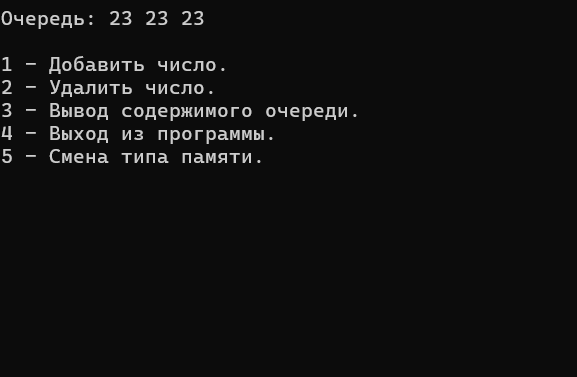 Очередь: 23 23 23
1 – Добавить число.
2 – Удалить число.
3 – Вывод содержимого очереди.
4 – Выход из программы.
5 – Смена типа памяти.